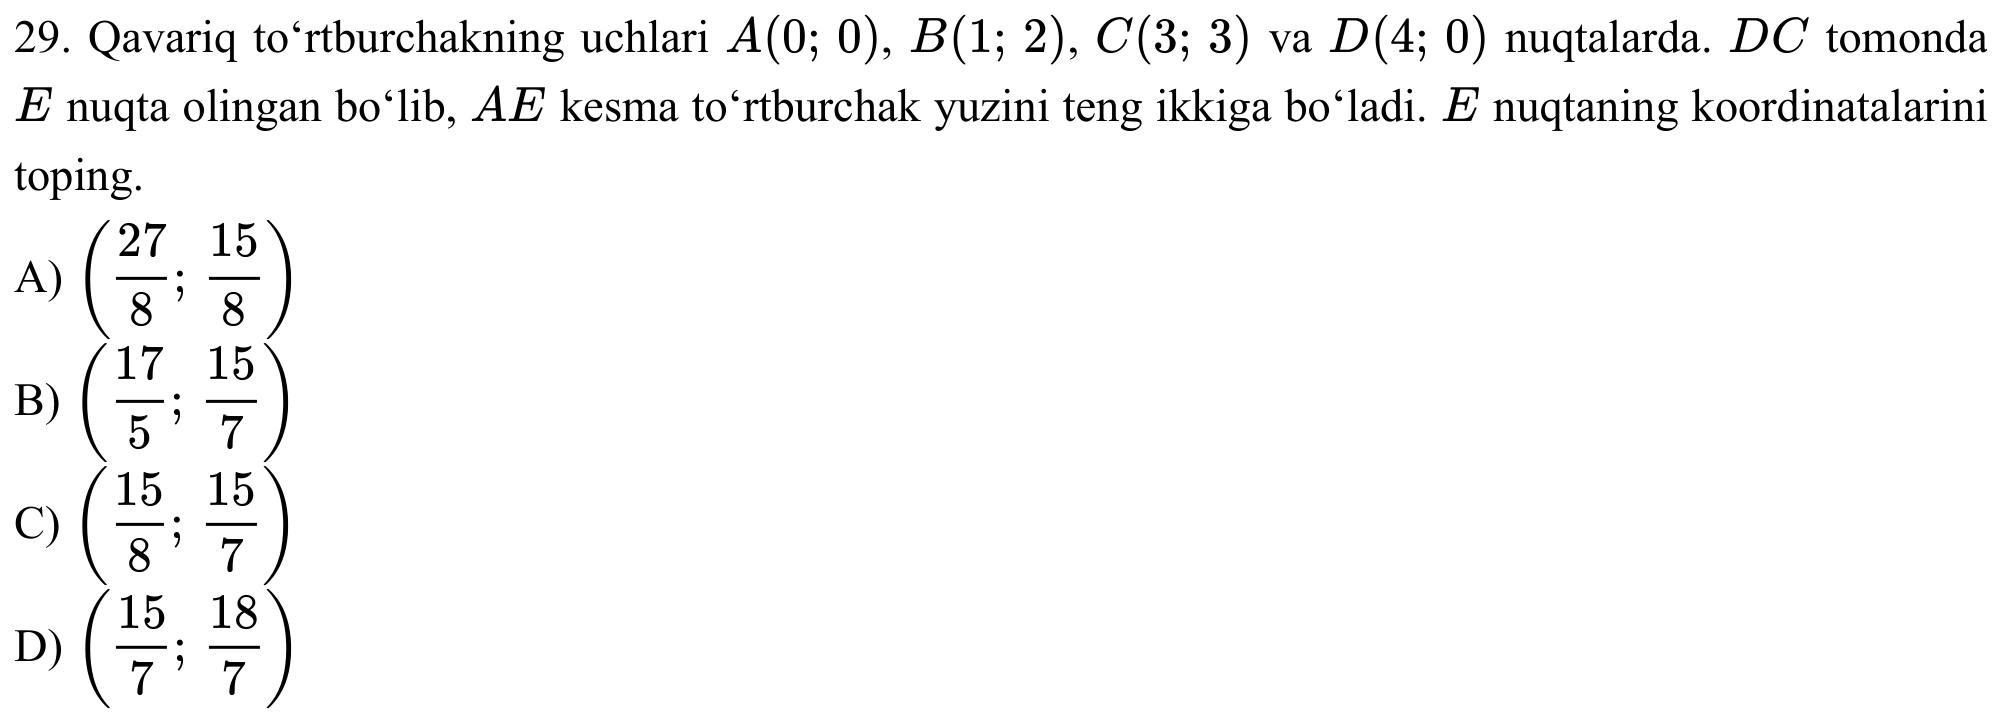 29. Qavariq to‘rtburchakning uchlari A(0; 0), B(1; 2), C(3; 3) va D(4; 0) nuqtalarda. DC tomonda
E nuqta olingan bo‘lib, AE kesma to‘rtburchak yuzini teng ikkiga bo‘ladi. E nuqtaning koordinatalarini
toping.
A) (27/8; 15/8)
B) (17/5; 15/7)
C) (15/8; 15/7)
D) (15/7; 18/7)